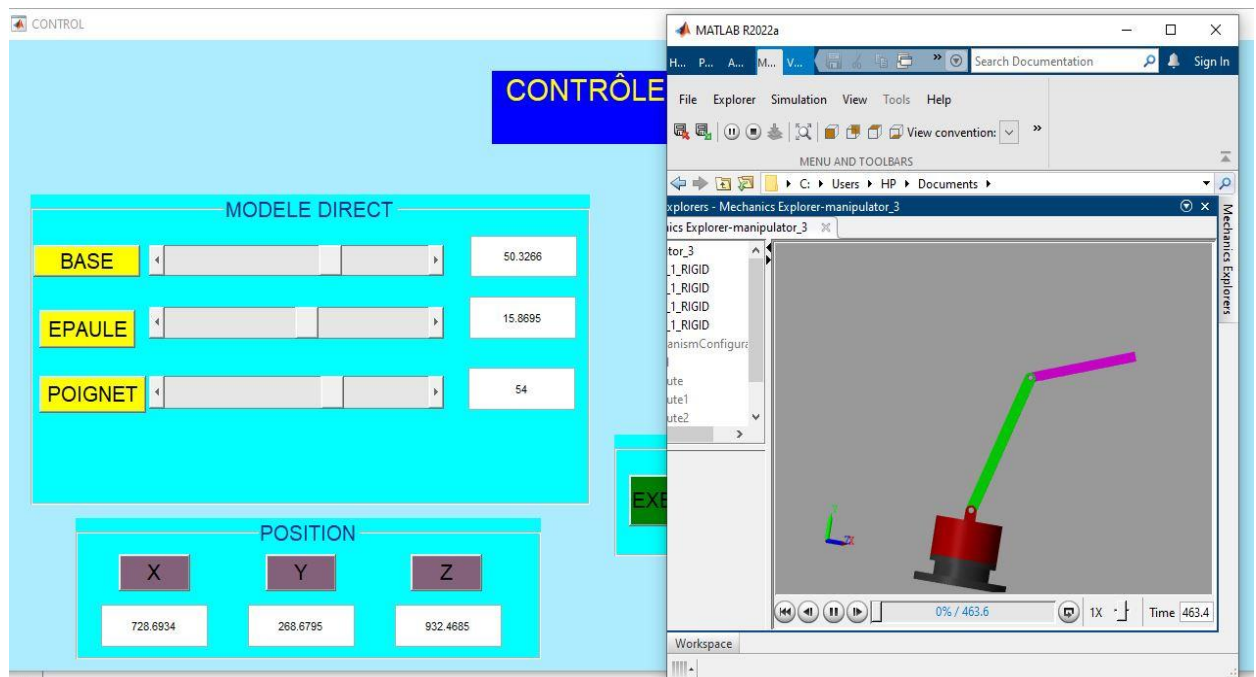 CONTROL
CONTRÔLE
MODELE DIRECT
BASE
50.3266
EPAULE
15.8695
POIGNET
54
EXE
POSITION
X
Y
Z
728.6934
268.6795
932.4685
MATLAB R2022a
H... P... A... M... V... Search Documentation Sign In
File Explorer Simulation View Tools Help
View convention:
MENU AND TOOLBARS
C: Users HP Documents
xplorers - Mechanics Explorer-manipulator_3
ics Explorer-manipulator_3
Mechanics Explorers
tor_3
_1_RIGID
_1_RIGID
_1_RIGID
_1_RIGID
anismConfigura
ute
ute1
ute2
0% / 463.6
1X
Time 463.4
Workspace